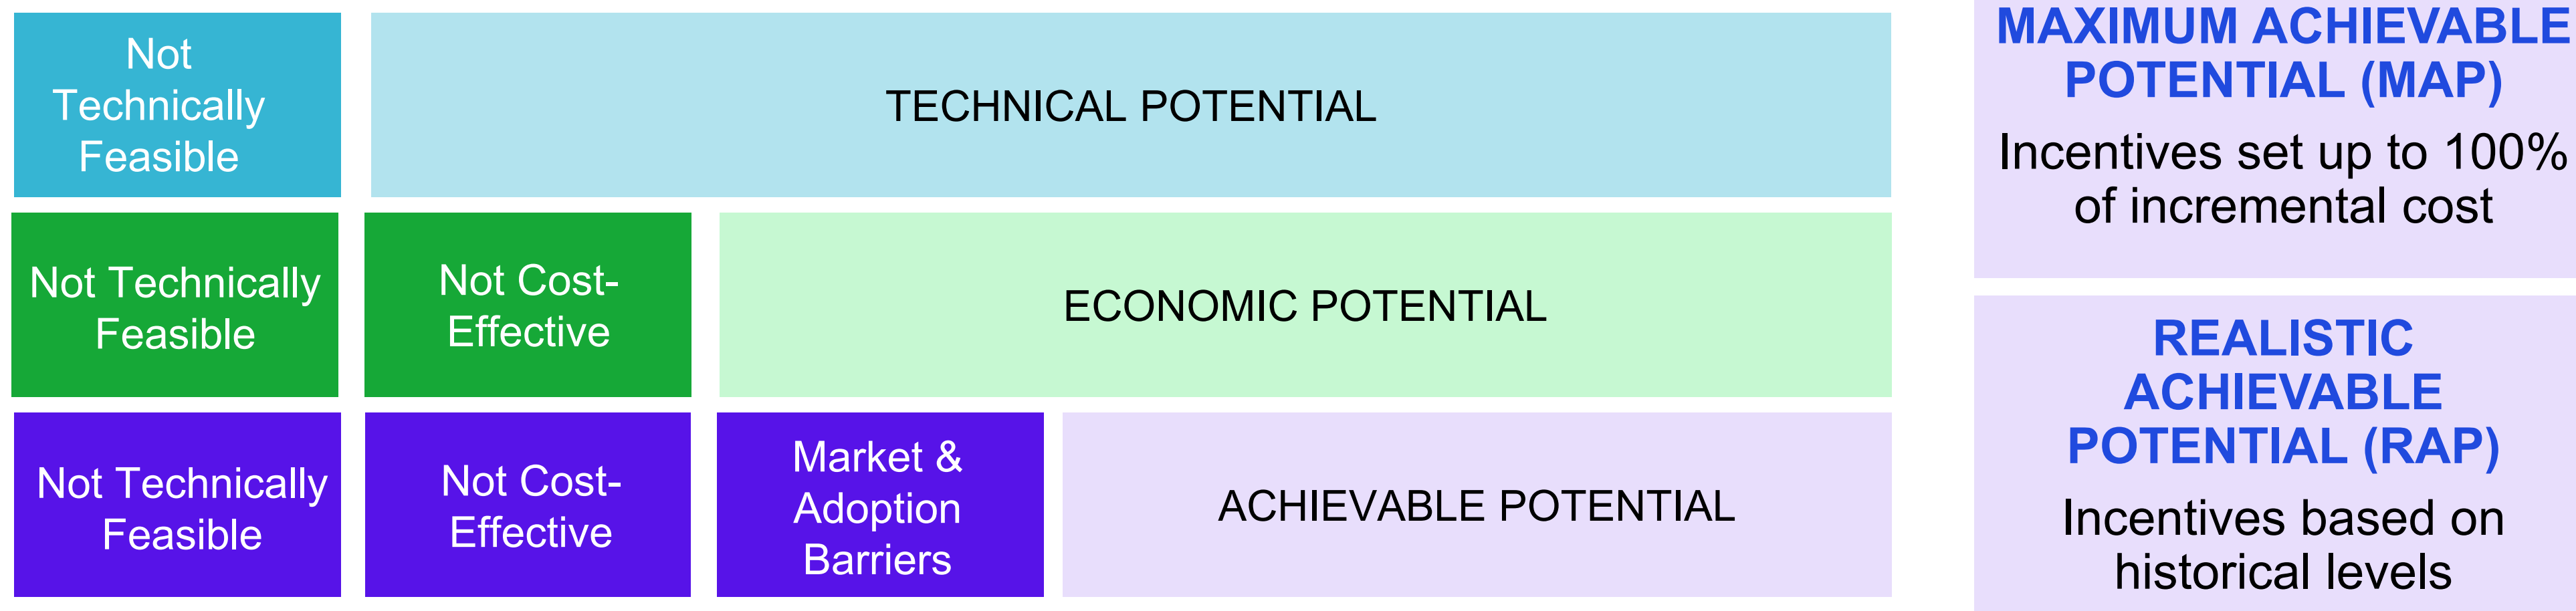 Not
Technically
Feasible
TECHNICAL POTENTIAL
Not Technically
Feasible
Not Cost-
Effective
ECONOMIC POTENTIAL
Not Technically
Feasible
Not Cost-
Effective
Market &
Adoption
Barriers
ACHIEVABLE POTENTIAL
MAXIMUM ACHIEVABLE
POTENTIAL (MAP)
Incentives set up to 100%
of incremental cost
REALISTIC
ACHIEVABLE
POTENTIAL (RAP)
Incentives based on
historical levels